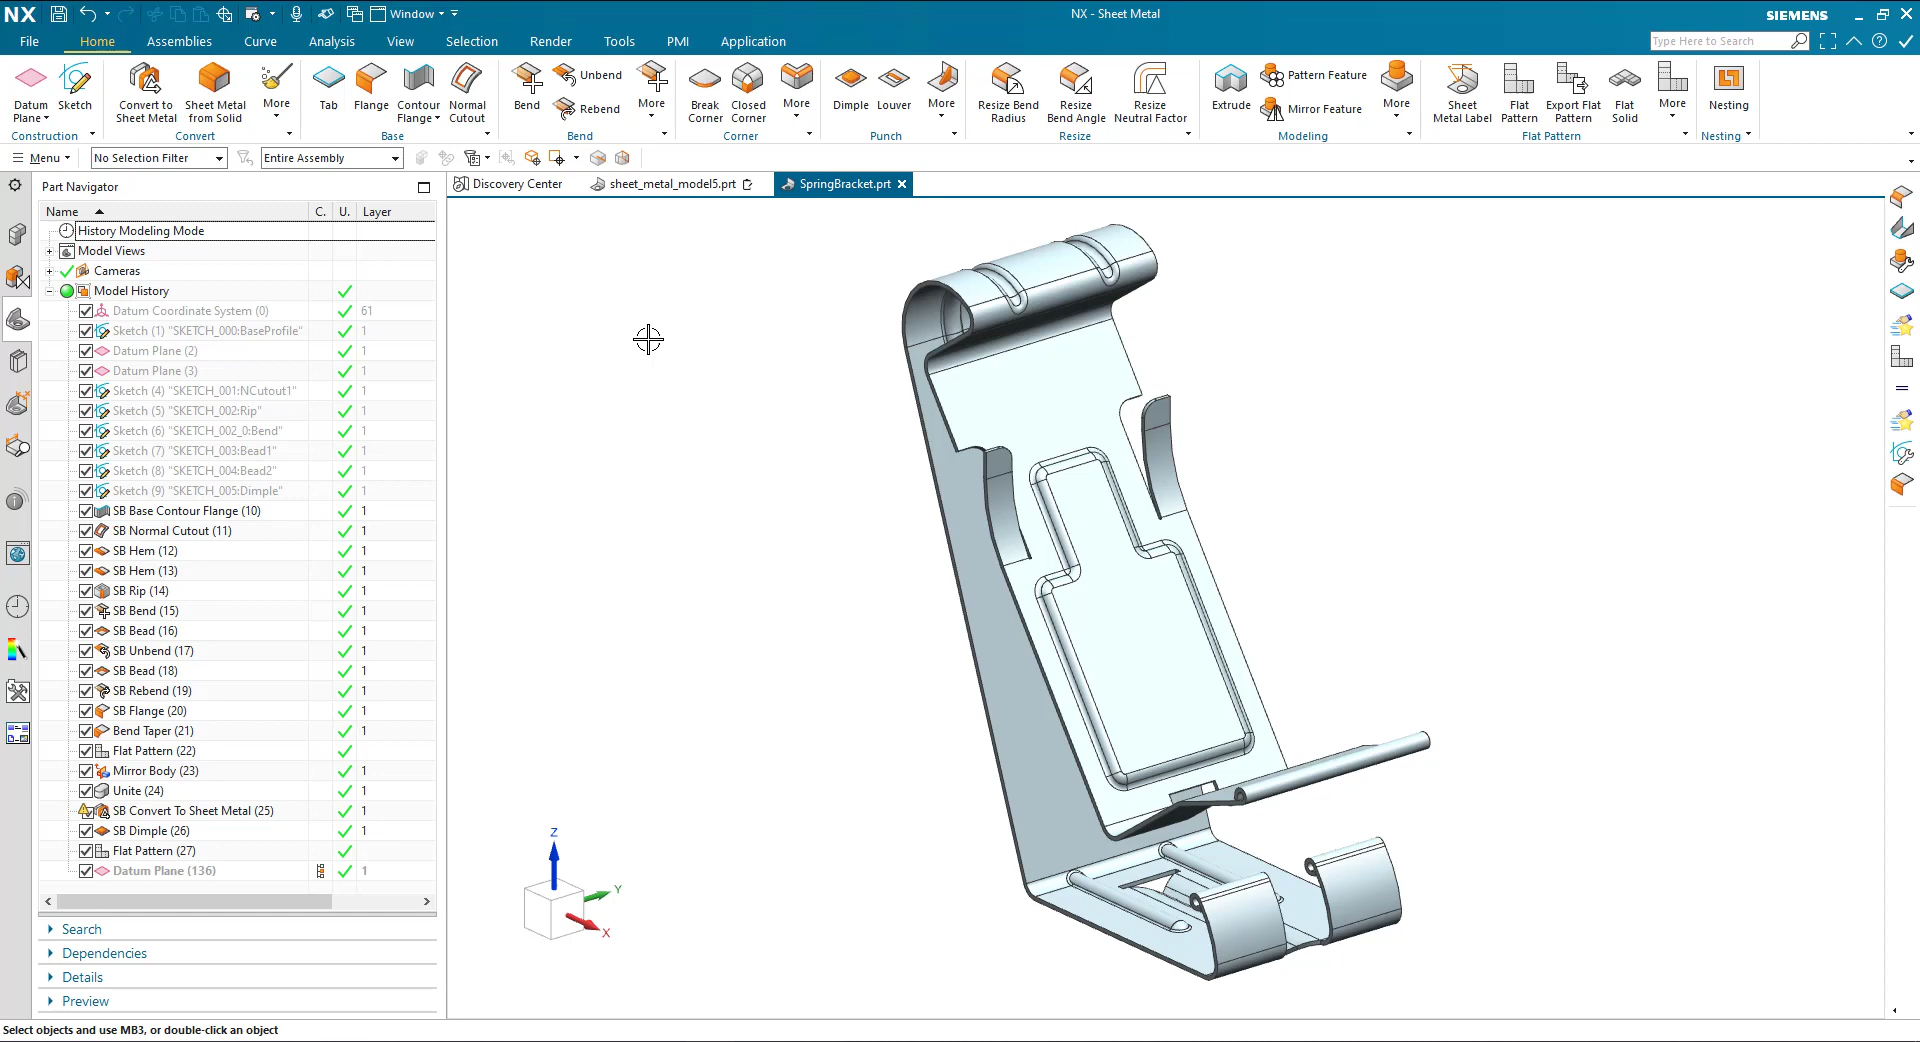 NX
Window
NX - Sheet Metal
SIEMENS
File
Home
Assemblies
Curve
Analysis
View
Selection
Render
Tools
PMI
Application
Type Here to Search
Datum Plane
Sketch
Construction
Convert to Sheet Metal
Sheet Metal from Solid
More
Convert
Tab
Flange
Contour Flange
Normal Cutout
Base
Bend
Unbend
Rebend
More
Bend
Break Corner
Closed Corner
More
Corner
Dimple
Louver
More
Punch
Resize Bend Radius
Resize Bend Angle
Resize Neutral Factor
Resize
Extrude
Pattern Feature
Mirror Feature
More
Modeling
Sheet Metal Label
Flat Pattern
Export Flat Pattern
Flat Solid
More
Flat Pattern
Nesting
Nesting
Menu
No Selection Filter
Entire Assembly
Part Navigator
Discovery Center
sheet_metal_model5.prt
SpringBracket.prt
Name C. U. Layer
History Modeling Mode
Model Views
Cameras
Model History
Datum Coordinate System (0) 61
Sketch (1) "SKETCH_000:BaseProfile" 1
Datum Plane (2) 1
Datum Plane (3) 1
Sketch (4) "SKETCH_001:NCutout1" 1
Sketch (5) "SKETCH_002:Rip" 1
Sketch (6) "SKETCH_002_0:Bend" 1
Sketch (7) "SKETCH_003:Bead1" 1
Sketch (8) "SKETCH_004:Bead2" 1
Sketch (9) "SKETCH_005:Dimple" 1
SB Base Contour Flange (10) 1
SB Normal Cutout (11) 1
SB Hem (12) 1
SB Hem (13) 1
SB Rip (14) 1
SB Bend (15) 1
SB Bead (16) 1
SB Unbend (17) 1
SB Bead (18) 1
SB Rebend (19) 1
SB Flange (20) 1
Bend Taper (21) 1
Flat Pattern (22)
Mirror Body (23) 1
Unite (24) 1
SB Convert To Sheet Metal (25) 1
SB Dimple (26) 1
Flat Pattern (27)
Datum Plane (136) 1
Search
Dependencies
Details
Preview
Z
Y
X
Select objects and use MB3, or double-click an object